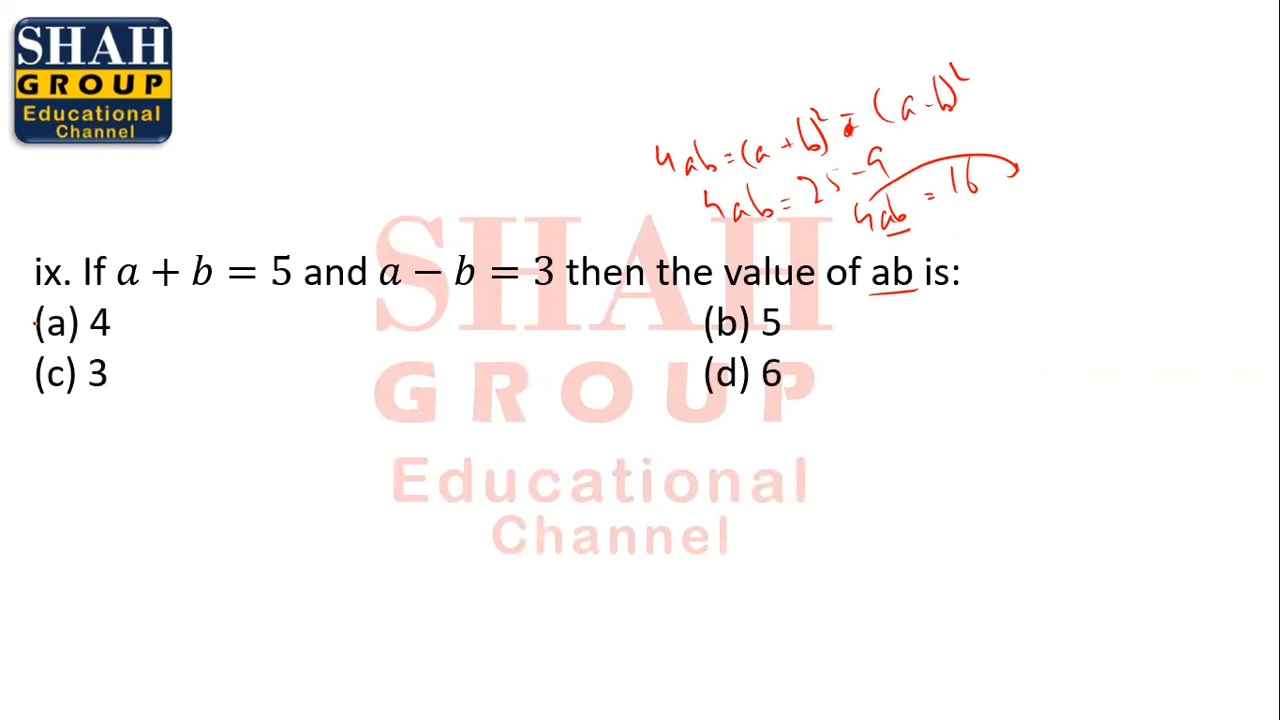 SHAH
GROUP
Educational
Channel
4ab = (a + b)² - (a - b)²
4ab = 25 - 9
4ab = 16
ix. If a + b = 5 and a − b = 3 then the value of ab is:
(a) 4 (b) 5
(c) 3 (d) 6
SHAH
GROUP
Educational
Channel